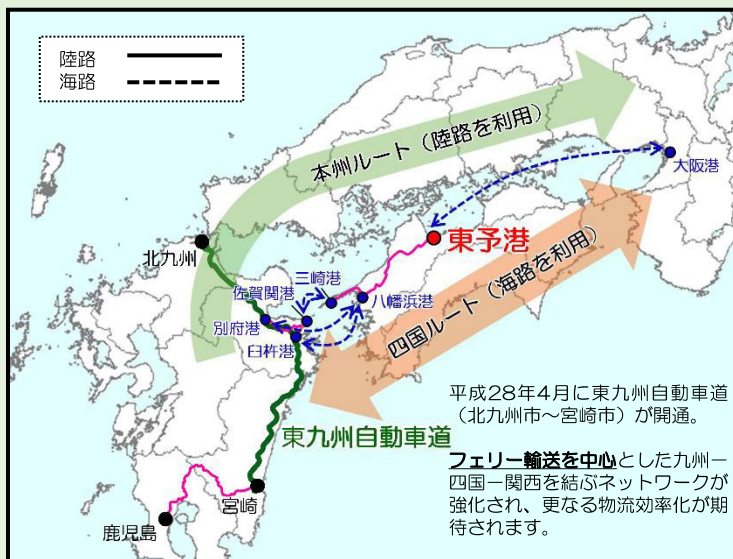 陸路
海路
本州ルート（陸路を利用）
大阪港
北九州
東予港
三崎港
佐賀関港
八幡浜港
別府港
臼杵港
四国ルート（海路を利用）
平成28年4月に東九州自動車道
（北九州市～宮崎市）が開通。
東九州自動車道
フェリー輸送を中心とした九州ー
四国ー関西を結ぶネットワークが
強化され、更なる物流効率化が期
待されます。
宮崎
鹿児島